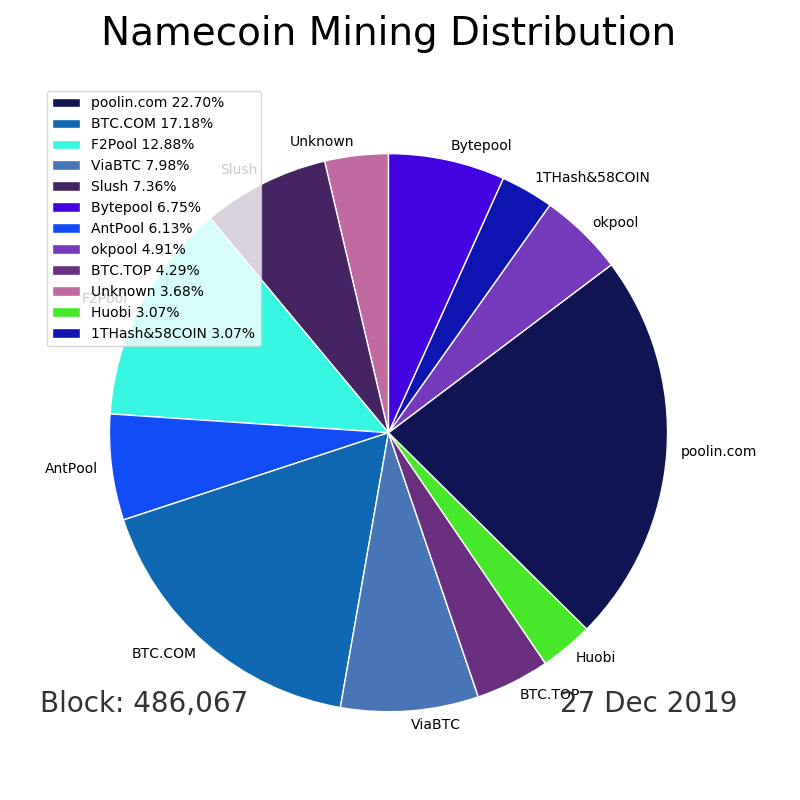 Namecoin Mining Distribution
poolin.com 22.70%
BTC.COM 17.18%
F2Pool 12.88%
ViaBTC 7.98%
Slush 7.36%
Bytepool 6.75%
AntPool 6.13%
okpool 4.91%
BTC.TOP 4.29%
Unknown 3.68%
Huobi 3.07%
1THash&58COIN 3.07%
Unknown
Bytepool
Slush
1THash&58COIN
okpool
F2Pool
poolin.com
AntPool
BTC.COM
Huobi
BTC.TOP
ViaBTC
Block: 486,067
27 Dec 2019